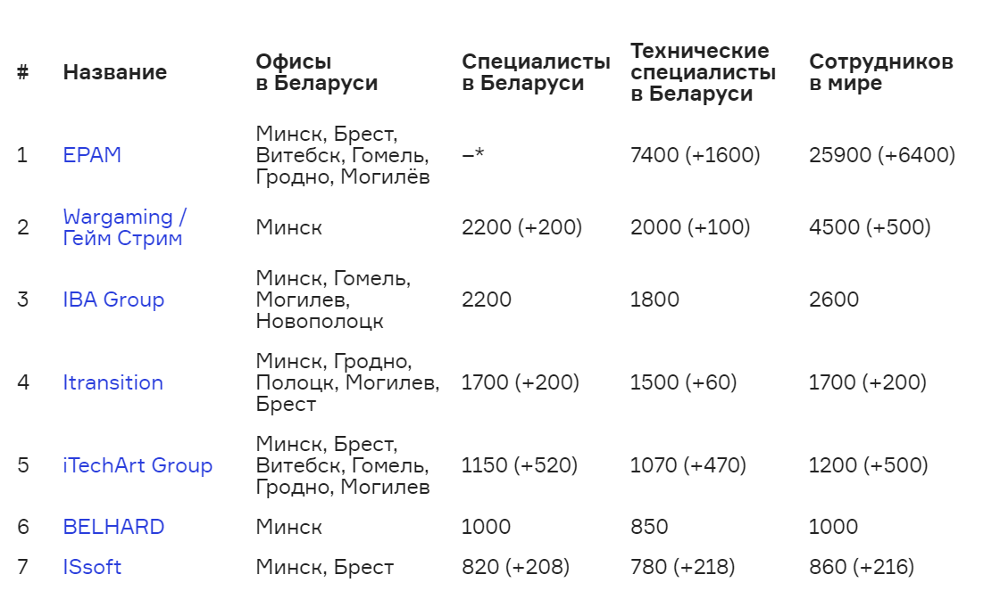 # Название Офисы в Беларуси Специалисты в Беларуси Технические специалисты в Беларуси Сотрудников в мире
1 EPAM Минск, Брест, Витебск, Гомель, Гродно, Могилёв –* 7400 (+1600) 25900 (+6400)
2 Wargaming / Гейм Стрим Минск 2200 (+200) 2000 (+100) 4500 (+500)
3 IBA Group Минск, Гомель, Могилев, Новополоцк 2200 1800 2600
4 Itransition Минск, Гродно, Полоцк, Могилев, Брест 1700 (+200) 1500 (+60) 1700 (+200)
5 iTechArt Group Минск, Брест, Витебск, Гомель, Гродно, Могилев 1150 (+520) 1070 (+470) 1200 (+500)
6 BELHARD Минск 1000 850 1000
7 ISsoft Минск, Брест 820 (+208) 780 (+218) 860 (+216)